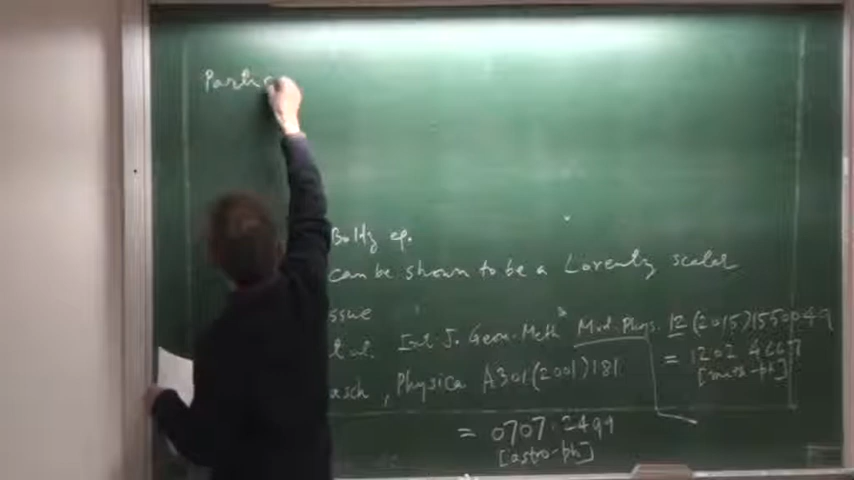 Partic
Boltz eq.
can be shown to be a Lorentz scalar
ssue
t al. Int. J. Geom. Meth Mod. Phys. 12 (2015) 1550049
= 1202.4667
[math-ph]
asch, Physica A301 (2001) 181
= 0707.2499
[astro-ph]